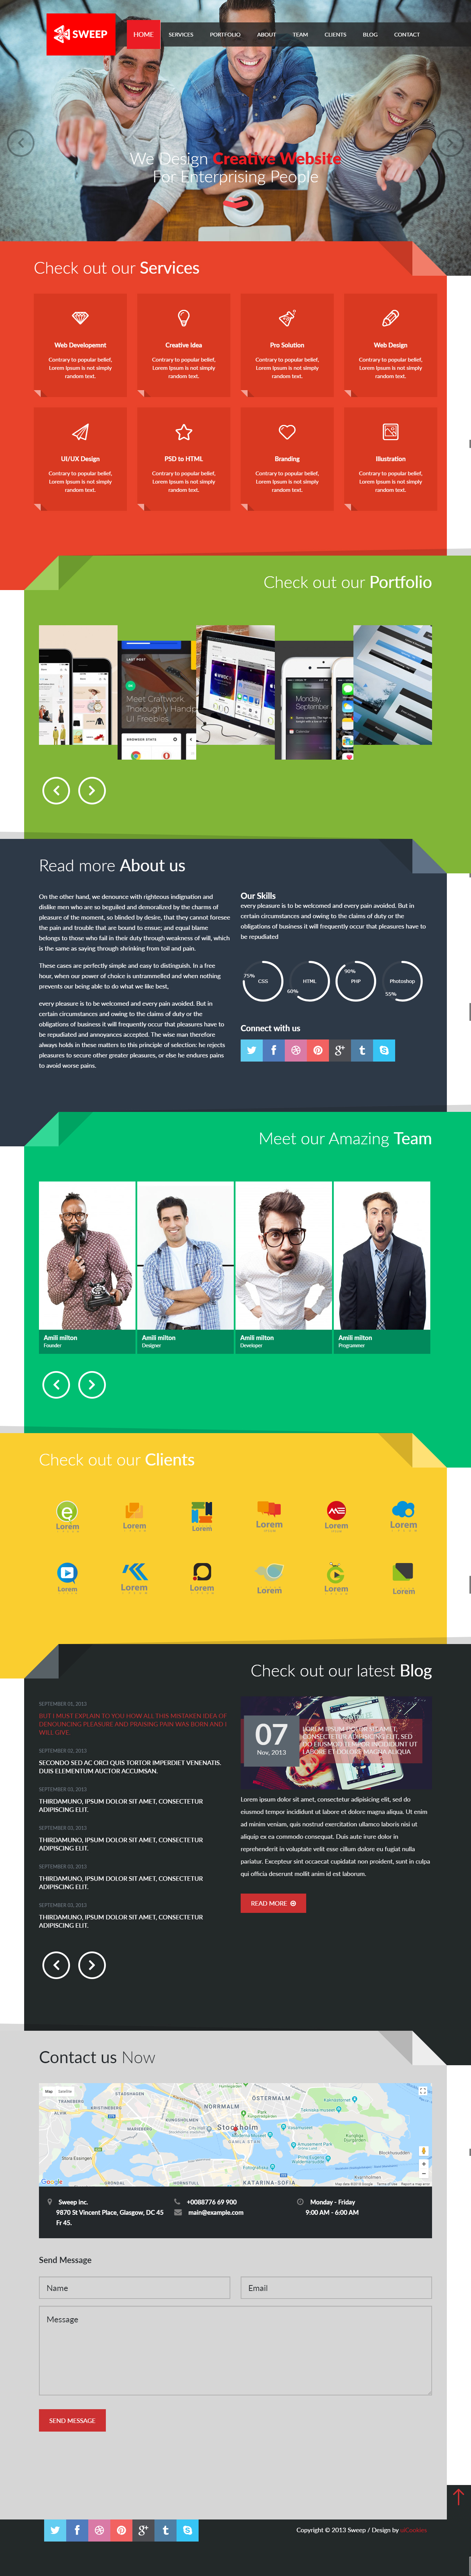 SWEEP
HOME
SERVICES
PORTFOLIO
ABOUT
TEAM
CLIENTS
BLOG
CONTACT
We Design Creative Website
For Enterprising People
Check out our Services
Web Developemnt
Contrary to popular belief,
Lorem Ipsum is not simply
random text.
Creative Idea
Contrary to popular belief,
Lorem Ipsum is not simply
random text.
Pro Solution
Contrary to popular belief,
Lorem Ipsum is not simply
random text.
Web Design
Contrary to popular belief,
Lorem Ipsum is not simply
random text.
UI/UX Design
Contrary to popular belief,
Lorem Ipsum is not simply
random text.
PSD to HTML
Contrary to popular belief,
Lorem Ipsum is not simply
random text.
Branding
Contrary to popular belief,
Lorem Ipsum is not simply
random text.
Illustration
Contrary to popular belief,
Lorem Ipsum is not simply
random text.
Check out our Portfolio
LAST POST
Meet Craftwork
Thoroughly Handp
UI Freebies
BROWSER STATS
Monday,
September
Read more About us
On the other hand, we denounce with righteous indignation and
dislike men who are so beguiled and demoralized by the charms of
pleasure of the moment, so blinded by desire, that they cannot foresee
the pain and trouble that are bound to ensue; and equal blame
belongs to those who fail in their duty through weakness of will, which
is the same as saying through shrinking from toil and pain.
These cases are perfectly simple and easy to distinguish. In a free
hour, when our power of choice is untrammelled and when nothing
prevents our being able to do what we like best,
every pleasure is to be welcomed and every pain avoided. But in
certain circumstances and owing to the claims of duty or the
obligations of business it will frequently occur that pleasures have to
be repudiated and annoyances accepted. The wise man therefore
always holds in these matters to this principle of selection: he rejects
pleasures to secure other greater pleasures, or else he endures pains
to avoid worse pains.
Our Skills
every pleasure is to be welcomed and every pain avoided. But in
certain circumstances and owing to the claims of duty or the
obligations of business it will frequently occur that pleasures have to
be repudiated
75%
CSS
60%
HTML
90%
PHP
55%
Photoshop
Connect with us
Meet our Amazing Team
Amili milton
Founder
Amili milton
Designer
Amili milton
Developer
Amili milton
Programmer
Check out our Clients
Lorem
Lorem
Lorem
Lorem
Lorem
Lorem
Lorem
Lorem
Lorem
Lorem
Lorem
Lorem
Check out our latest Blog
SEPTEMBER 01, 2013
BUT I MUST EXPLAIN TO YOU HOW ALL THIS MISTAKEN IDEA OF
DENOUNCING PLEASURE AND PRAISING PAIN WAS BORN AND I
WILL GIVE
SEPTEMBER 02, 2013
SECONDO SED AC ORCI QUIS TORTOR IMPERDIET VENENATIS.
DUIS ELEMENTUM AUCTOR ACCUMSAN.
SEPTEMBER 03, 2013
THIRDAMUNO, IPSUM DOLOR SIT AMET, CONSECTETUR
ADIPISCING ELIT.
SEPTEMBER 03, 2013
THIRDAMUNO, IPSUM DOLOR SIT AMET, CONSECTETUR
ADIPISCING ELIT.
SEPTEMBER 03, 2013
THIRDAMUNO, IPSUM DOLOR SIT AMET, CONSECTETUR
ADIPISCING ELIT.
SEPTEMBER 03, 2013
THIRDAMUNO, IPSUM DOLOR SIT AMET, CONSECTETUR
ADIPISCING ELIT.
07
Nov, 2013
LOREM IPSUM DOLOR SIT AMET,
CONSECTETUR ADIPISCING ELIT, SED
DO EIUSMOD TEMPOR INCIDIDUNT UT
LABORE ET DOLORE MAGNA ALIQUA
Lorem ipsum dolor sit amet, consectetur adipiscing elit, sed do
eiusmod tempor incididunt ut labore et dolore magna aliqua. Ut enim
ad minim veniam, quis nostrud exercitation ullamco laboris nisi ut
aliquip ex ea commodo consequat. Duis aute irure dolor in
reprehenderit in voluptate velit esse cillum dolore eu fugiat nulla
pariatur. Excepteur sint occaecat cupidatat non proident, sunt in culpa
qui officia deserunt mollit anim id est laborum.
READ MORE
Contact us Now
Map
Satellite
STADSHAGEN
ÖSTERMALM
NORRMALM
KUNGSHOLMEN
Stockholm
GAMLA STAN
KATARINA-SOFIA
Google
Sweep inc.
9870 St Vincent Place, Glasgow, DC 45
Fr 45.
+0088776 69 900
main@example.com
Monday - Friday
9:00 AM - 6:00 AM
Send Message
Name
Email
Message
SEND MESSAGE
Copyright © 2013 Sweep / Design by